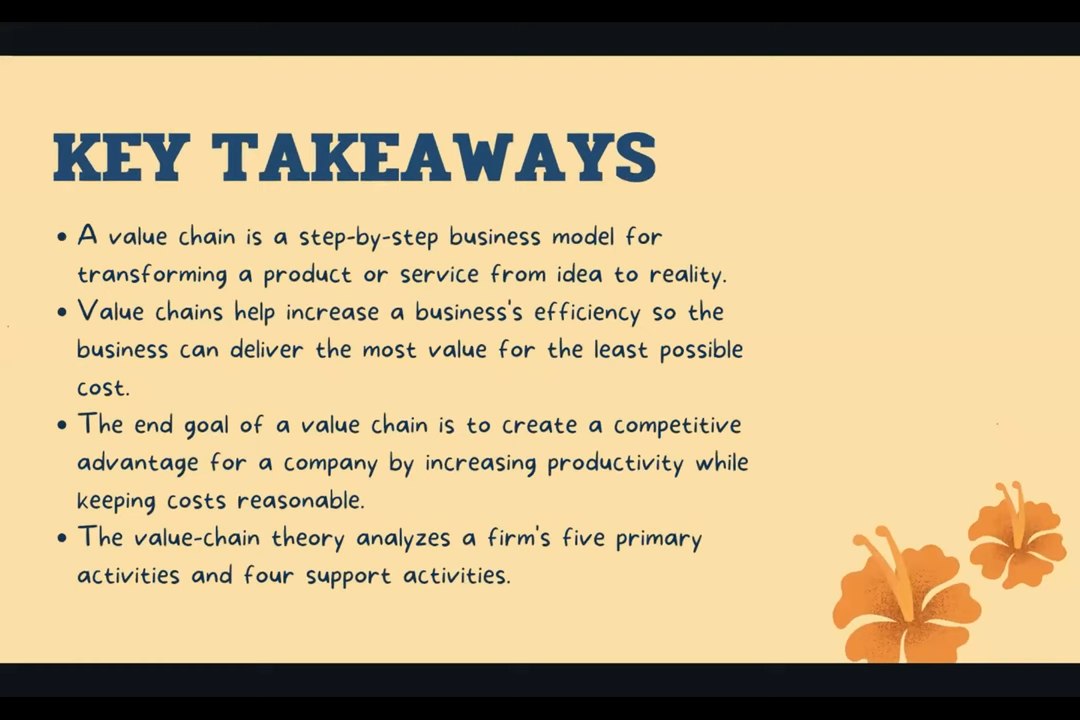 KEY TAKEAWAYS
• A value chain is a step-by-step business model for
transforming a product or service from idea to reality.
• Value chains help increase a business's efficiency so the
business can deliver the most value for the least possible
cost.
• The end goal of a value chain is to create a competitive
advantage for a company by increasing productivity while
keeping costs reasonable.
• The value-chain theory analyzes a firm's five primary
activities and four support activities.